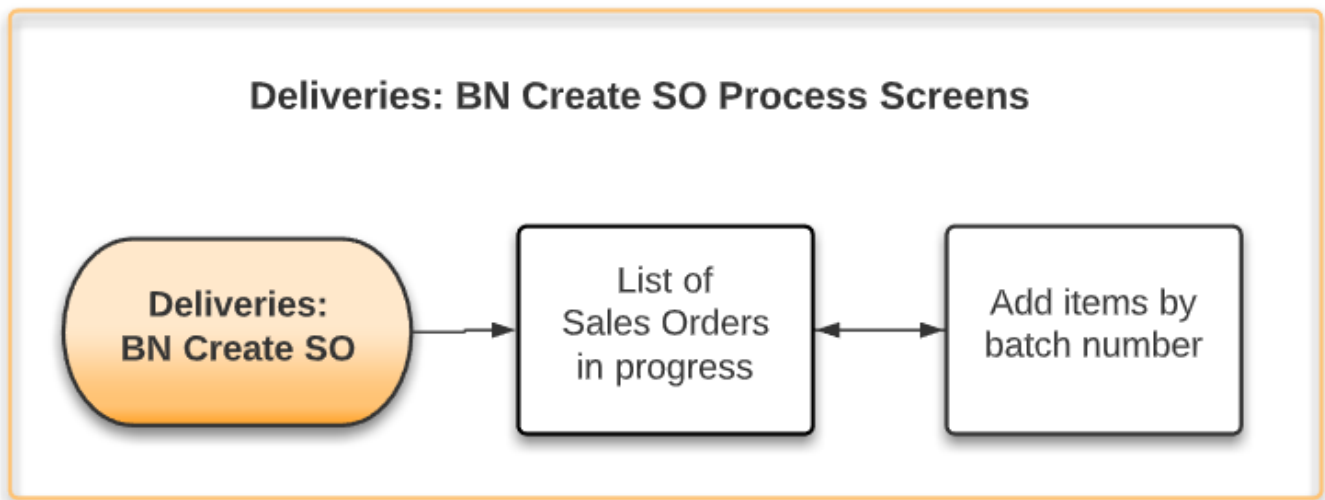 Deliveries: BN Create SO Process Screens
Deliveries:
BN Create SO
List of
Sales Orders
in progress
Add items by
batch number